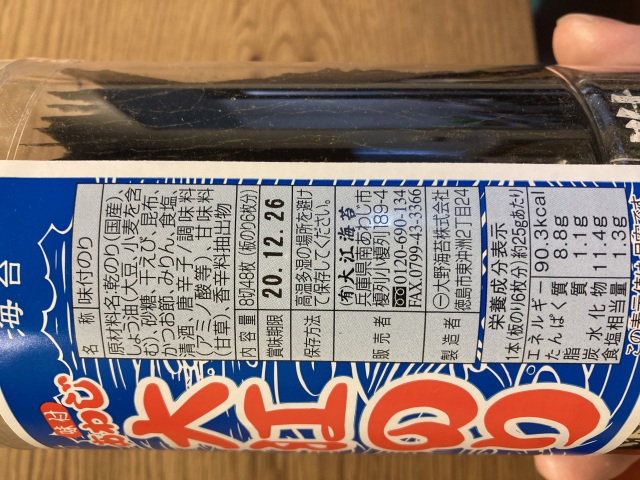 名　称 味付のり
原材料名 乾のり(国産)、
しょうゆ(大豆、小麦を含
む)、砂糖、干えび、昆布、
かつお節、みりん、食塩、
清酒、唐辛子/調味料
(アミノ酸等)、甘味料
(甘草)、香辛料抽出物
内容量 8切48枚(板のり6枚分)
賞味期限 20.12.26
保存方法 高温多湿の場所を避け
て保存してください。
販売者 (有)大江海苔
兵庫県南あわじ市
榎列小榎列183-4
0120-690-134
FAX.0799-43-3366
製造者 大野海苔株式会社
徳島市東沖洲2丁目24
栄養成分表示
1本(板のり6枚分)約25gあたり
エネルギー 90.3kcal
たんぱく質 8.8g
脂質 1.1g
炭水化物 11.4g
食塩相当量 1.3g
味付
大江のり
海苔